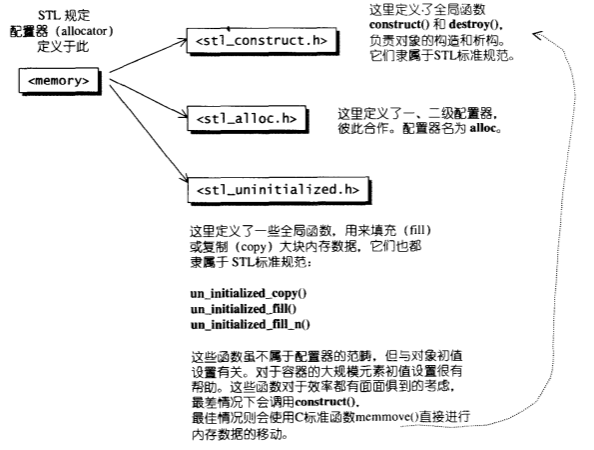 STL 规定
配置器（allocator）
定义于此
<memory>
<stl_construct.h>
这里定义了全局函数
construct() 和 destroy(),
负责对象的构造和析构。
它们隶属于STL标准规范。
<stl_alloc.h>
这里定义了一、二级配置器,
彼此合作。配置器名为 alloc。
<stl_uninitialized.h>
这里定义了一些全局函数，用来填充（fill）
或复制（copy）大块内存数据，它们也都
隶属于 STL标准规范：
un_initialized_copy()
un_initialized_fill()
un_initialized_fill_n()
这些函数虽不属于配置器的范畴，但与对象初值
设置有关。对于容器的大规模元素初值设置很有
帮助。这些函数对于效率都有面面俱到的考虑，
最差情况下会调用construct(),
最佳情况则会使用C标准函数memmove()直接进行
内存数据的移动。